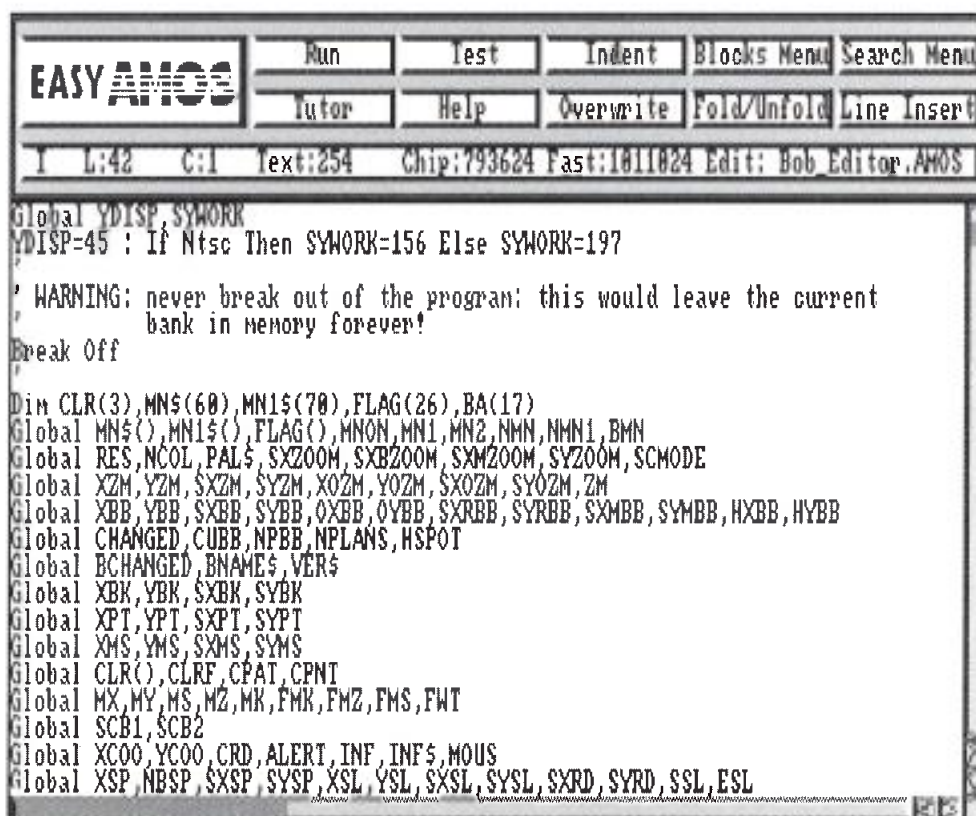 EASY AMOS
Run Test Indent Blocks Menu Search Menu
Tutor Help Overwrite Fold/Unfold Line Insert
I L:42 C:1 Text:254 Chip:793624 Fast:1011024 Edit: Bob_Editor.AMOS
Global YDISP,SYWORK
YDISP=45 : If Ntsc Then SYWORK=156 Else SYWORK=197
'
' WARNING: never break out of the program: this would leave the current
' bank in memory forever!
Break Off
'
Dim CLR(3),MN$(60),MN1$(70),FLAG(26),BA(17)
Global MN$(),MN1$(),FLAG(),MNON,MN1,MN2,NMN,NMN1,BMN
Global RES,NCOL,PAL$,SXZOOM,SXBZOOM,SXMZOOM,SYZOOM,SCMODE
Global XZM,YZM,SXZM,SYZM,XOZM,YOZM,SXOZM,SYOZM,ZM
Global XBB,YBB,SXBB,SYBB,OXBB,OYBB,SXRBB,SYRBB,SXMBB,SYMBB,HXBB,HYBB
Global CHANGED,CUBB,NPBB,NPLANS,HSPOT
Global BCHANGED,BNAME$,VER$
Global XBK,YBK,SXBK,SYBK
Global XPT,YPT,SXPT,SYPT
Global XMS,YMS,SXMS,SYMS
Global CLR(),CLRF,CPAT,CPNT
Global MX,MY,MS,MZ,MK,FMK,FMZ,FMS,FWT
Global SCB1,SCB2
Global XCOO,YCOO,CRD,ALERT,INF,INF$,MOUS
Global XSP,NBSP,SXSP,SYSP,XSL,YSL,SXSL,SYSL,SXRD,SYRD,SSL,ESL